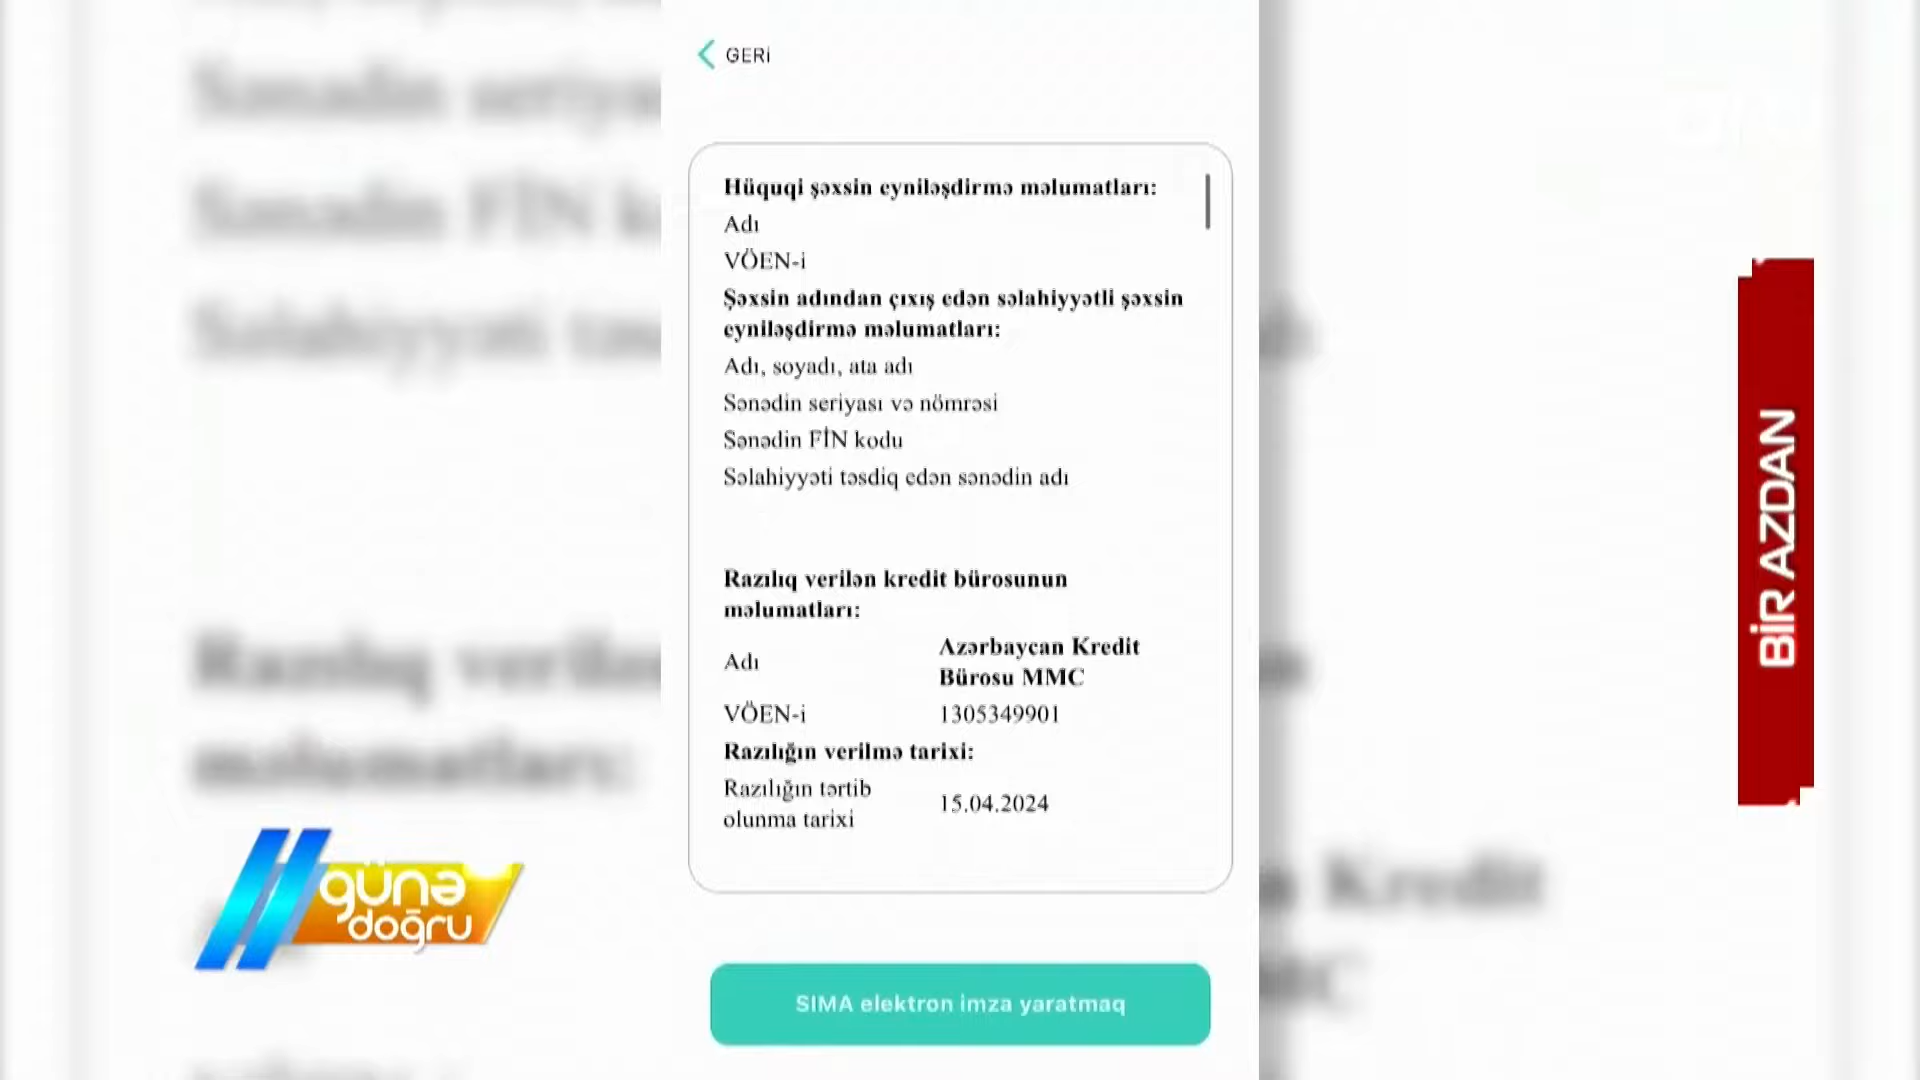 GERİ
Hüquqi şəxsin eyniləşdirmə məlumatları:
Adı
VÖEN-i
Şəxsin adından çıxış edən səlahiyyətli şəxsin
eyniləşdirmə məlumatları:
Adı, soyadı, ata adı
Sənədin seriyası və nömrəsi
Sənədin FİN kodu
Səlahiyyəti təsdiq edən sənədin adı
Razılıq verilən kredit bürosunun
məlumatları:
Adı
Azərbaycan Kredit
Bürosu MMC
VÖEN-i 1305349901
Razılığın verilmə tarixi:
Razılığın tərtib
olunma tarixi
15.04.2024
SIMA elektron imza yaratmaq
BİR AZDAN
günə
doğru